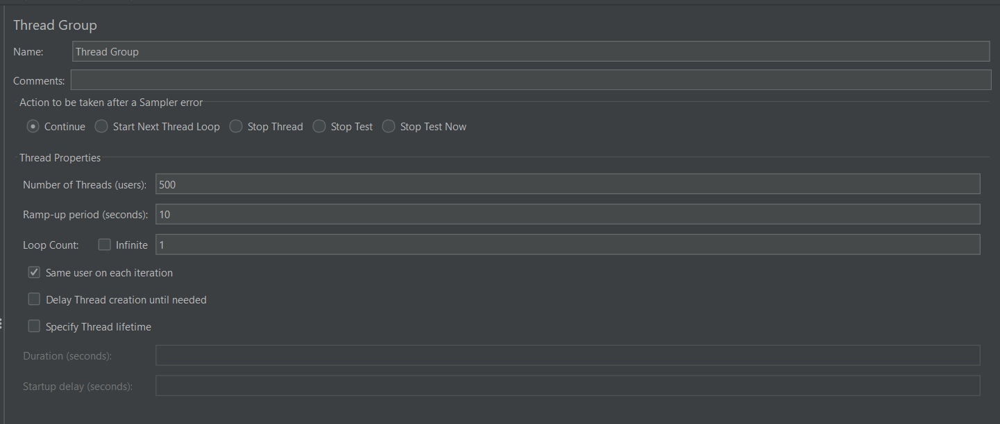 Thread Group
Name: Thread Group
Comments:
Action to be taken after a Sampler error
Continue Start Next Thread Loop Stop Thread Stop Test Stop Test Now
Thread Properties
Number of Threads (users): 500
Ramp-up period (seconds): 10
Loop Count: Infinite 1
Same user on each iteration
Delay Thread creation until needed
Specify Thread lifetime
Duration (seconds):
Startup delay (seconds):